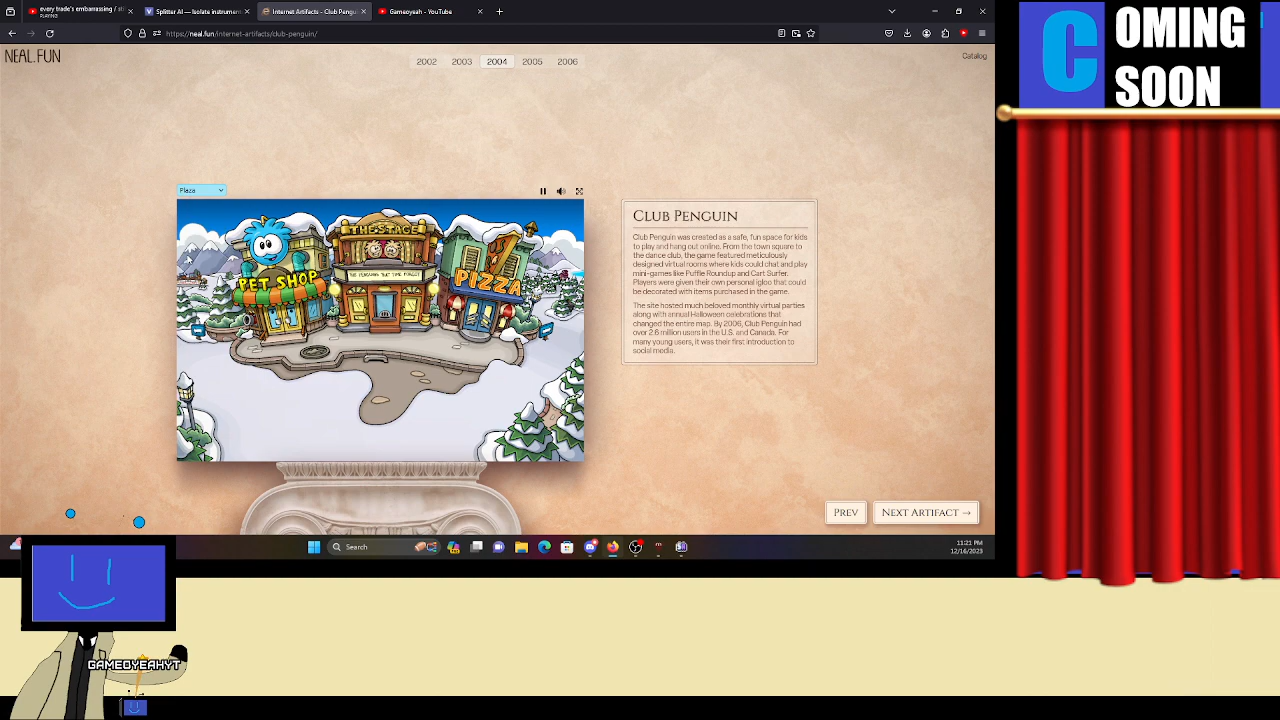 every trade's embarrassing / sti
PLAYING
Splitter AI — Isolate instrument
Internet Artifacts – Club Pengui
Gameoyeah - YouTube
https://neal.fun/internet-artifacts/club-penguin/
NEAL.FUN
2002 2003 2004 2005 2006
Catalog
COMING
SOON
Plaza
THE STAGE
PET SHOP
PIZZA
CLUB PENGUIN
Club Penguin was created as a safe, fun space for kids
to play and hang out online. From the town square to
the dance club, the game featured meticulously
designed virtual rooms where kids could chat and play
mini-games like Puffle Roundup and Cart Surfer.
Players were given their own personal igloo that could
be decorated with items purchased in the game.
The site hosted much beloved monthly virtual parties
along with annual Halloween celebrations that
changed the entire map. By 2006, Club Penguin had
over 2.6 million users in the U.S. and Canada. For
many young users, it was their first introduction to
social media.
PREV
NEXT ARTIFACT →
Search
11:21 PM
12/16/2023
GAMEOYEAHYT